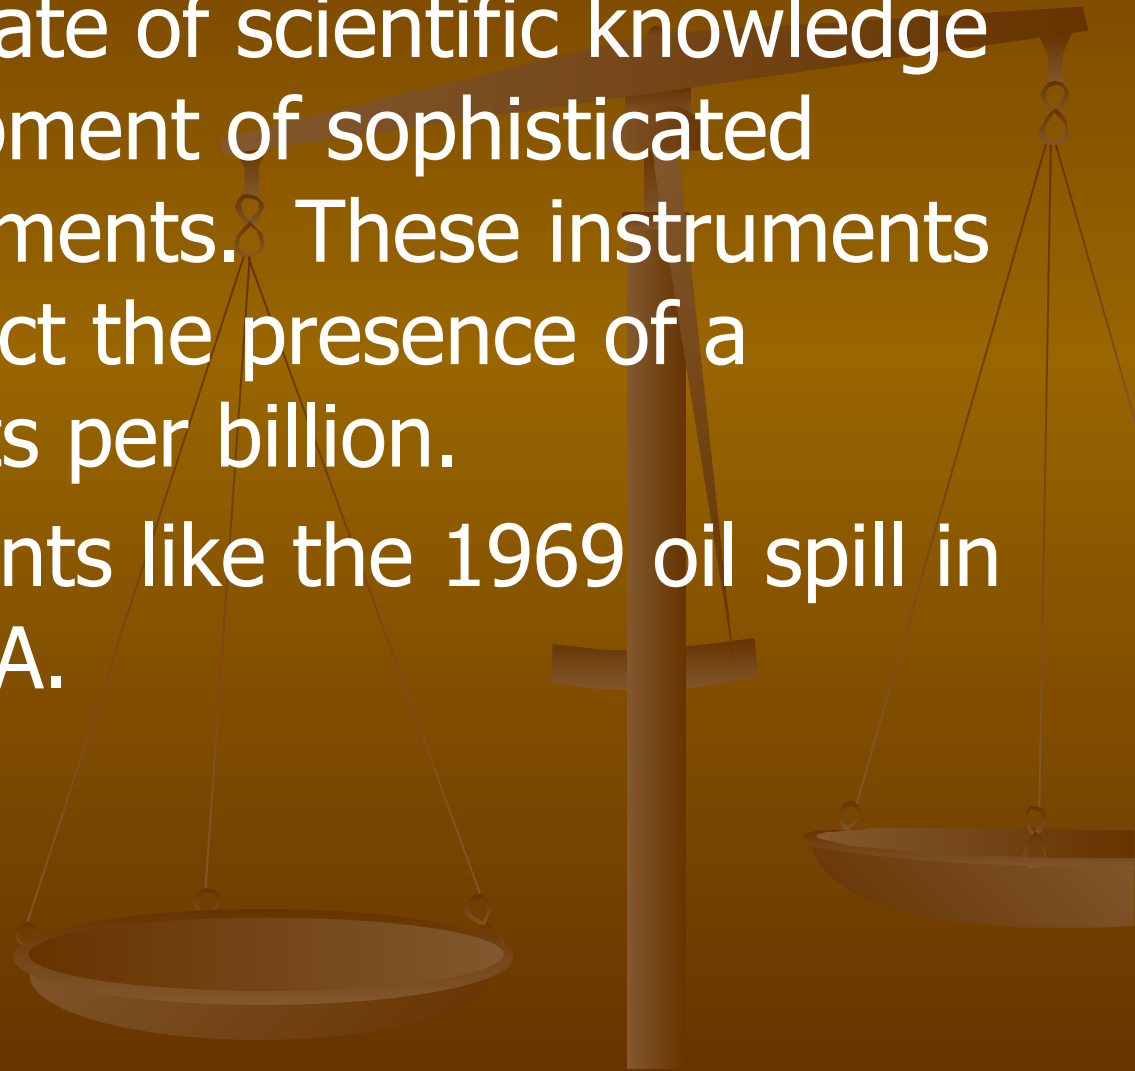 ate of scientific knowledge
pment of sophisticated
ments.  These instruments
ct the presence of a
ts per billion.
nts like the 1969 oil spill in
A.